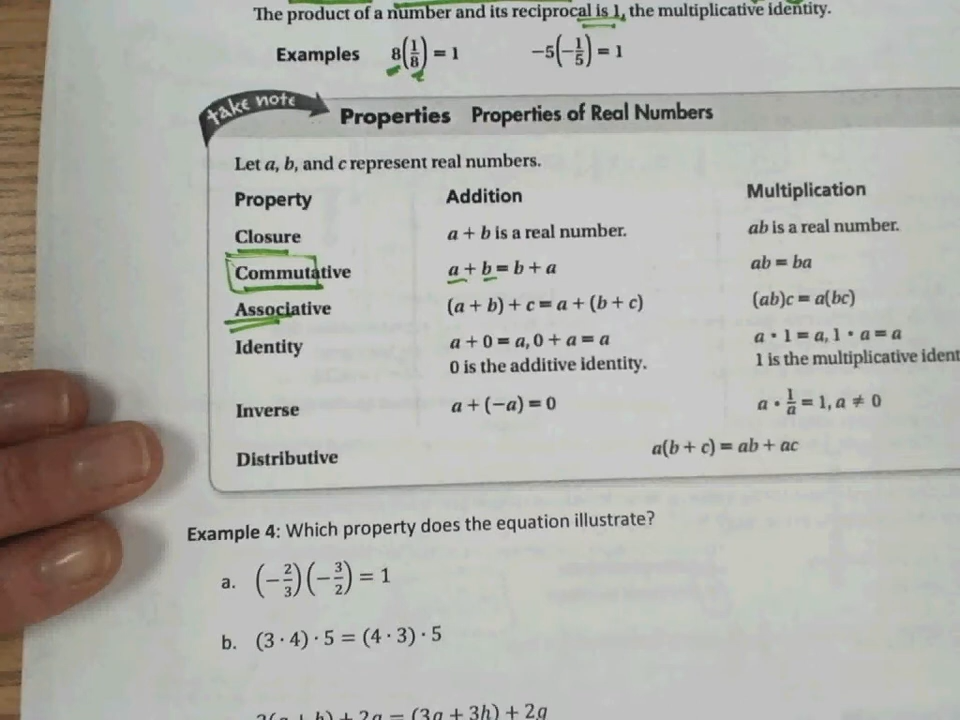 The product of a number and its reciprocal is 1, the multiplicative identity.
Examples 8(1/8) = 1 −5(−1/5) = 1
take note
Properties Properties of Real Numbers
Let a, b, and c represent real numbers.
Property Addition Multiplication
Closure a + b is a real number. ab is a real number.
Commutative a + b = b + a ab = ba
Associative (a + b) + c = a + (b + c) (ab)c = a(bc)
Identity a + 0 = a, 0 + a = a a • 1 = a, 1 • a = a
0 is the additive identity. 1 is the multiplicative ident
Inverse a + (−a) = 0 a • 1/a = 1, a ≠ 0
Distributive a(b + c) = ab + ac
Example 4: Which property does the equation illustrate?
a. (−2/3)(−3/2) = 1
b. (3 · 4) · 5 = (4 · 3) · 5
= (3g + 3h) + 2g